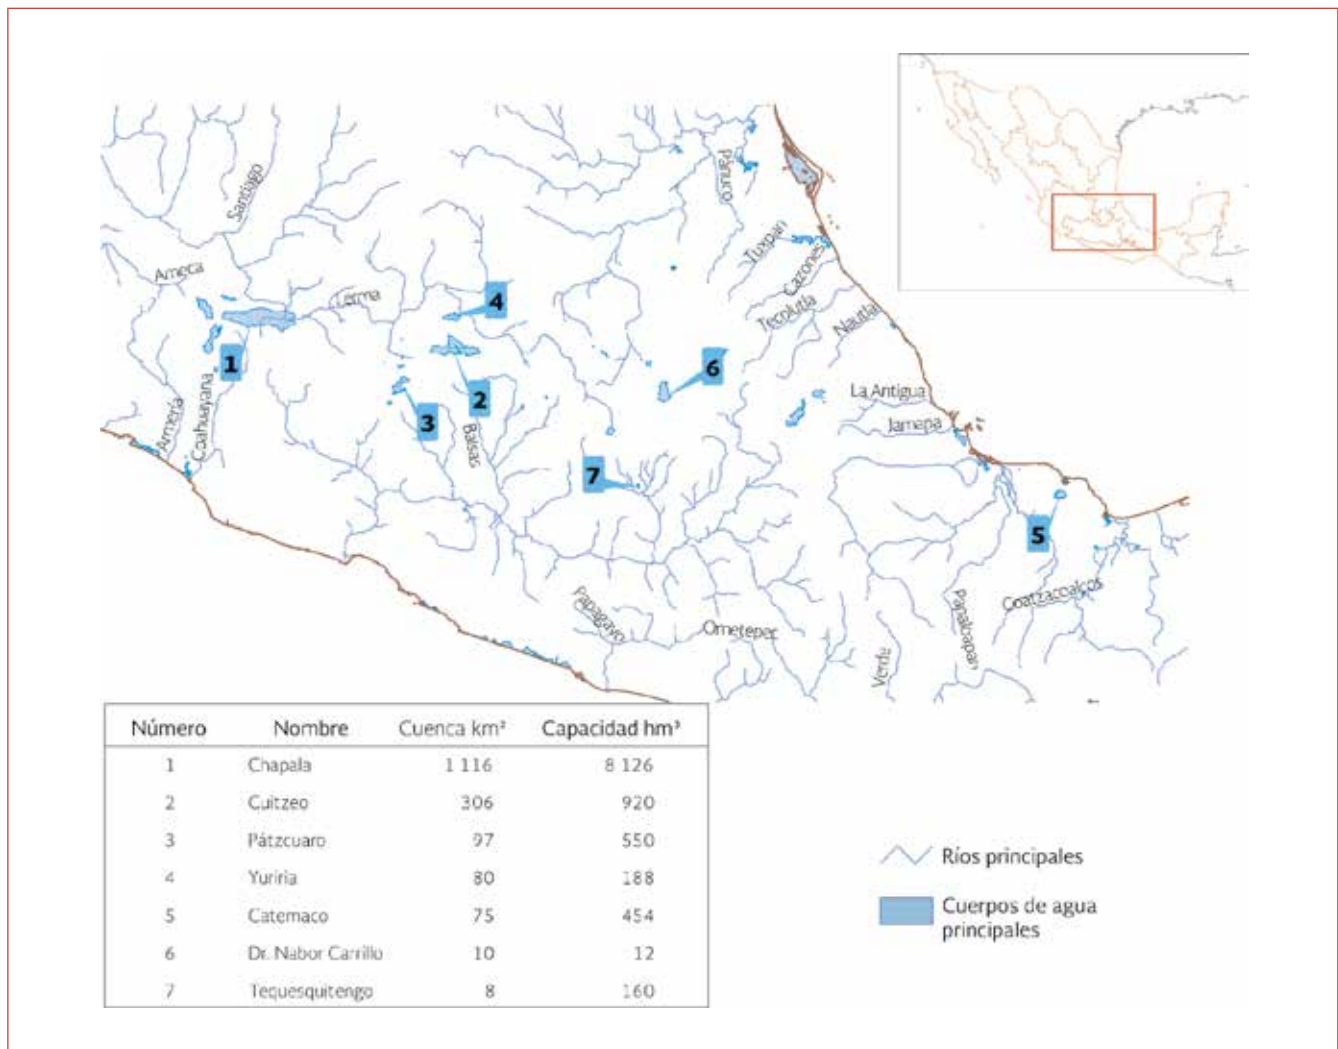 Santiago
Ameca
Lerma
Armería
Coahuayana
1
2
3
4
Balsas
7
6
Pánuco
Tuxpan
Cazones
Tecolutla
Nautla
La Antigua
Jamapa
5
Papaloapan
Coatzacoalcos
Papagayo
Ometepec
Verde
Número Nombre Cuenca km² Capacidad hm³
1 Chapala 1 116 8 126
2 Cuitzeo 306 920
3 Pátzcuaro 97 550
4 Yuriria 80 188
5 Catemaco 75 454
6 Dr. Nabor Carrillo 10 12
7 Tequesquitengo 8 160
Ríos principales
Cuerpos de agua
principales